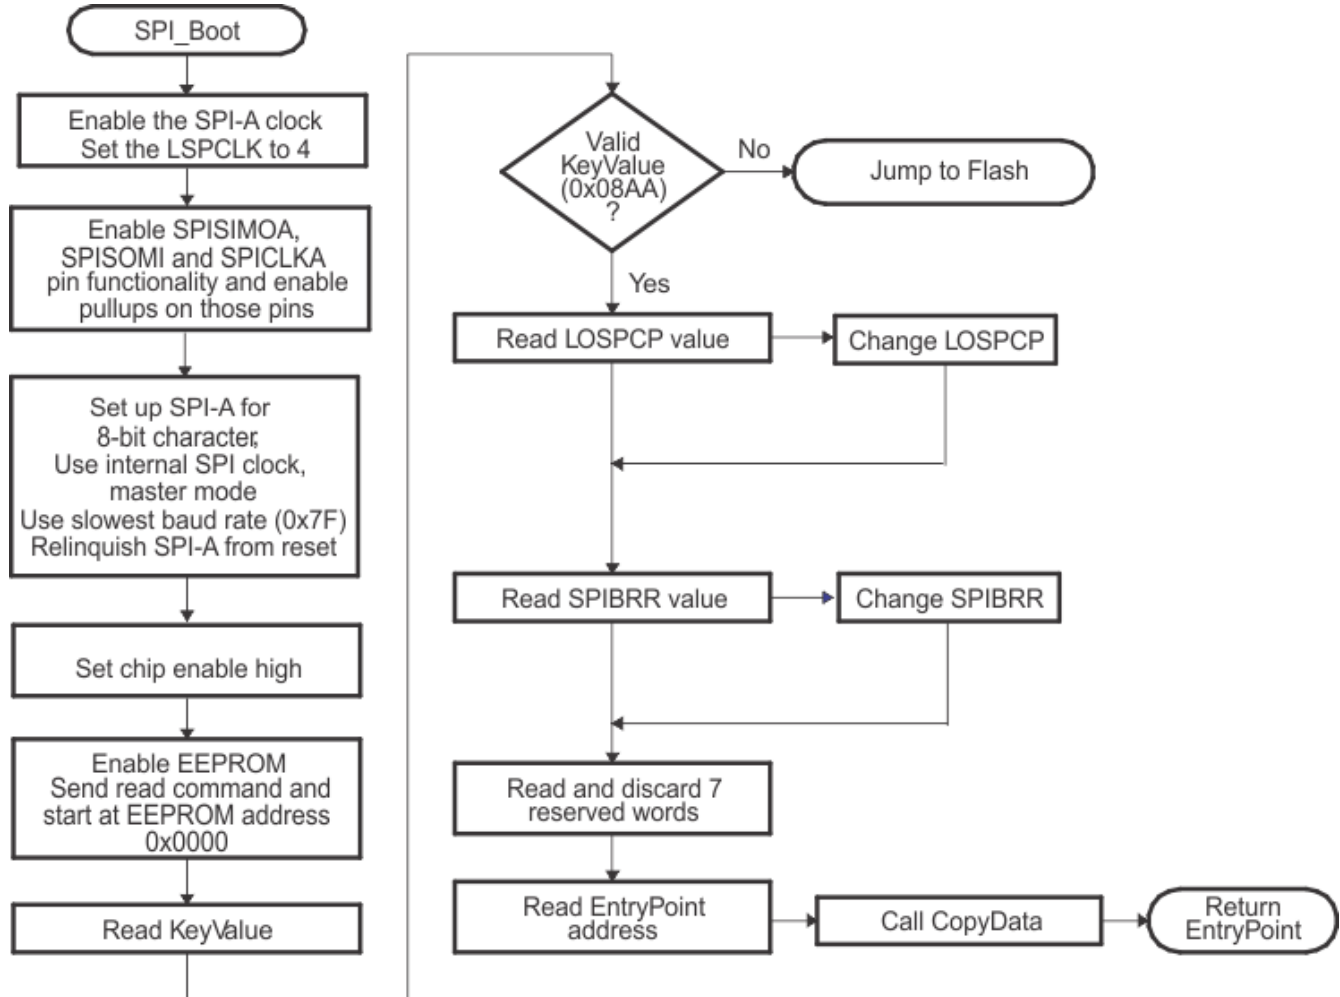 SPI_Boot
Enable the SPI-A clock
Set the LSPCLK to 4
Enable SPISIMOA,
SPISOMI and SPICLKA
pin functionality and enable
pullups on those pins
Set up SPI-A for
8-bit character,
Use internal SPI clock,
master mode
Use slowest baud rate (0x7F)
Relinquish SPI-A from reset
Set chip enable high
Enable EEPROM
Send read command and
start at EEPROM address
0x0000
Read KeyValue
Valid
KeyValue
(0x08AA)
?
No
Jump to Flash
Yes
Read LOSPCP value
Change LOSPCP
Read SPIBRR value
Change SPIBRR
Read and discard 7
reserved words
Read EntryPoint
address
Call CopyData
Return
EntryPoint